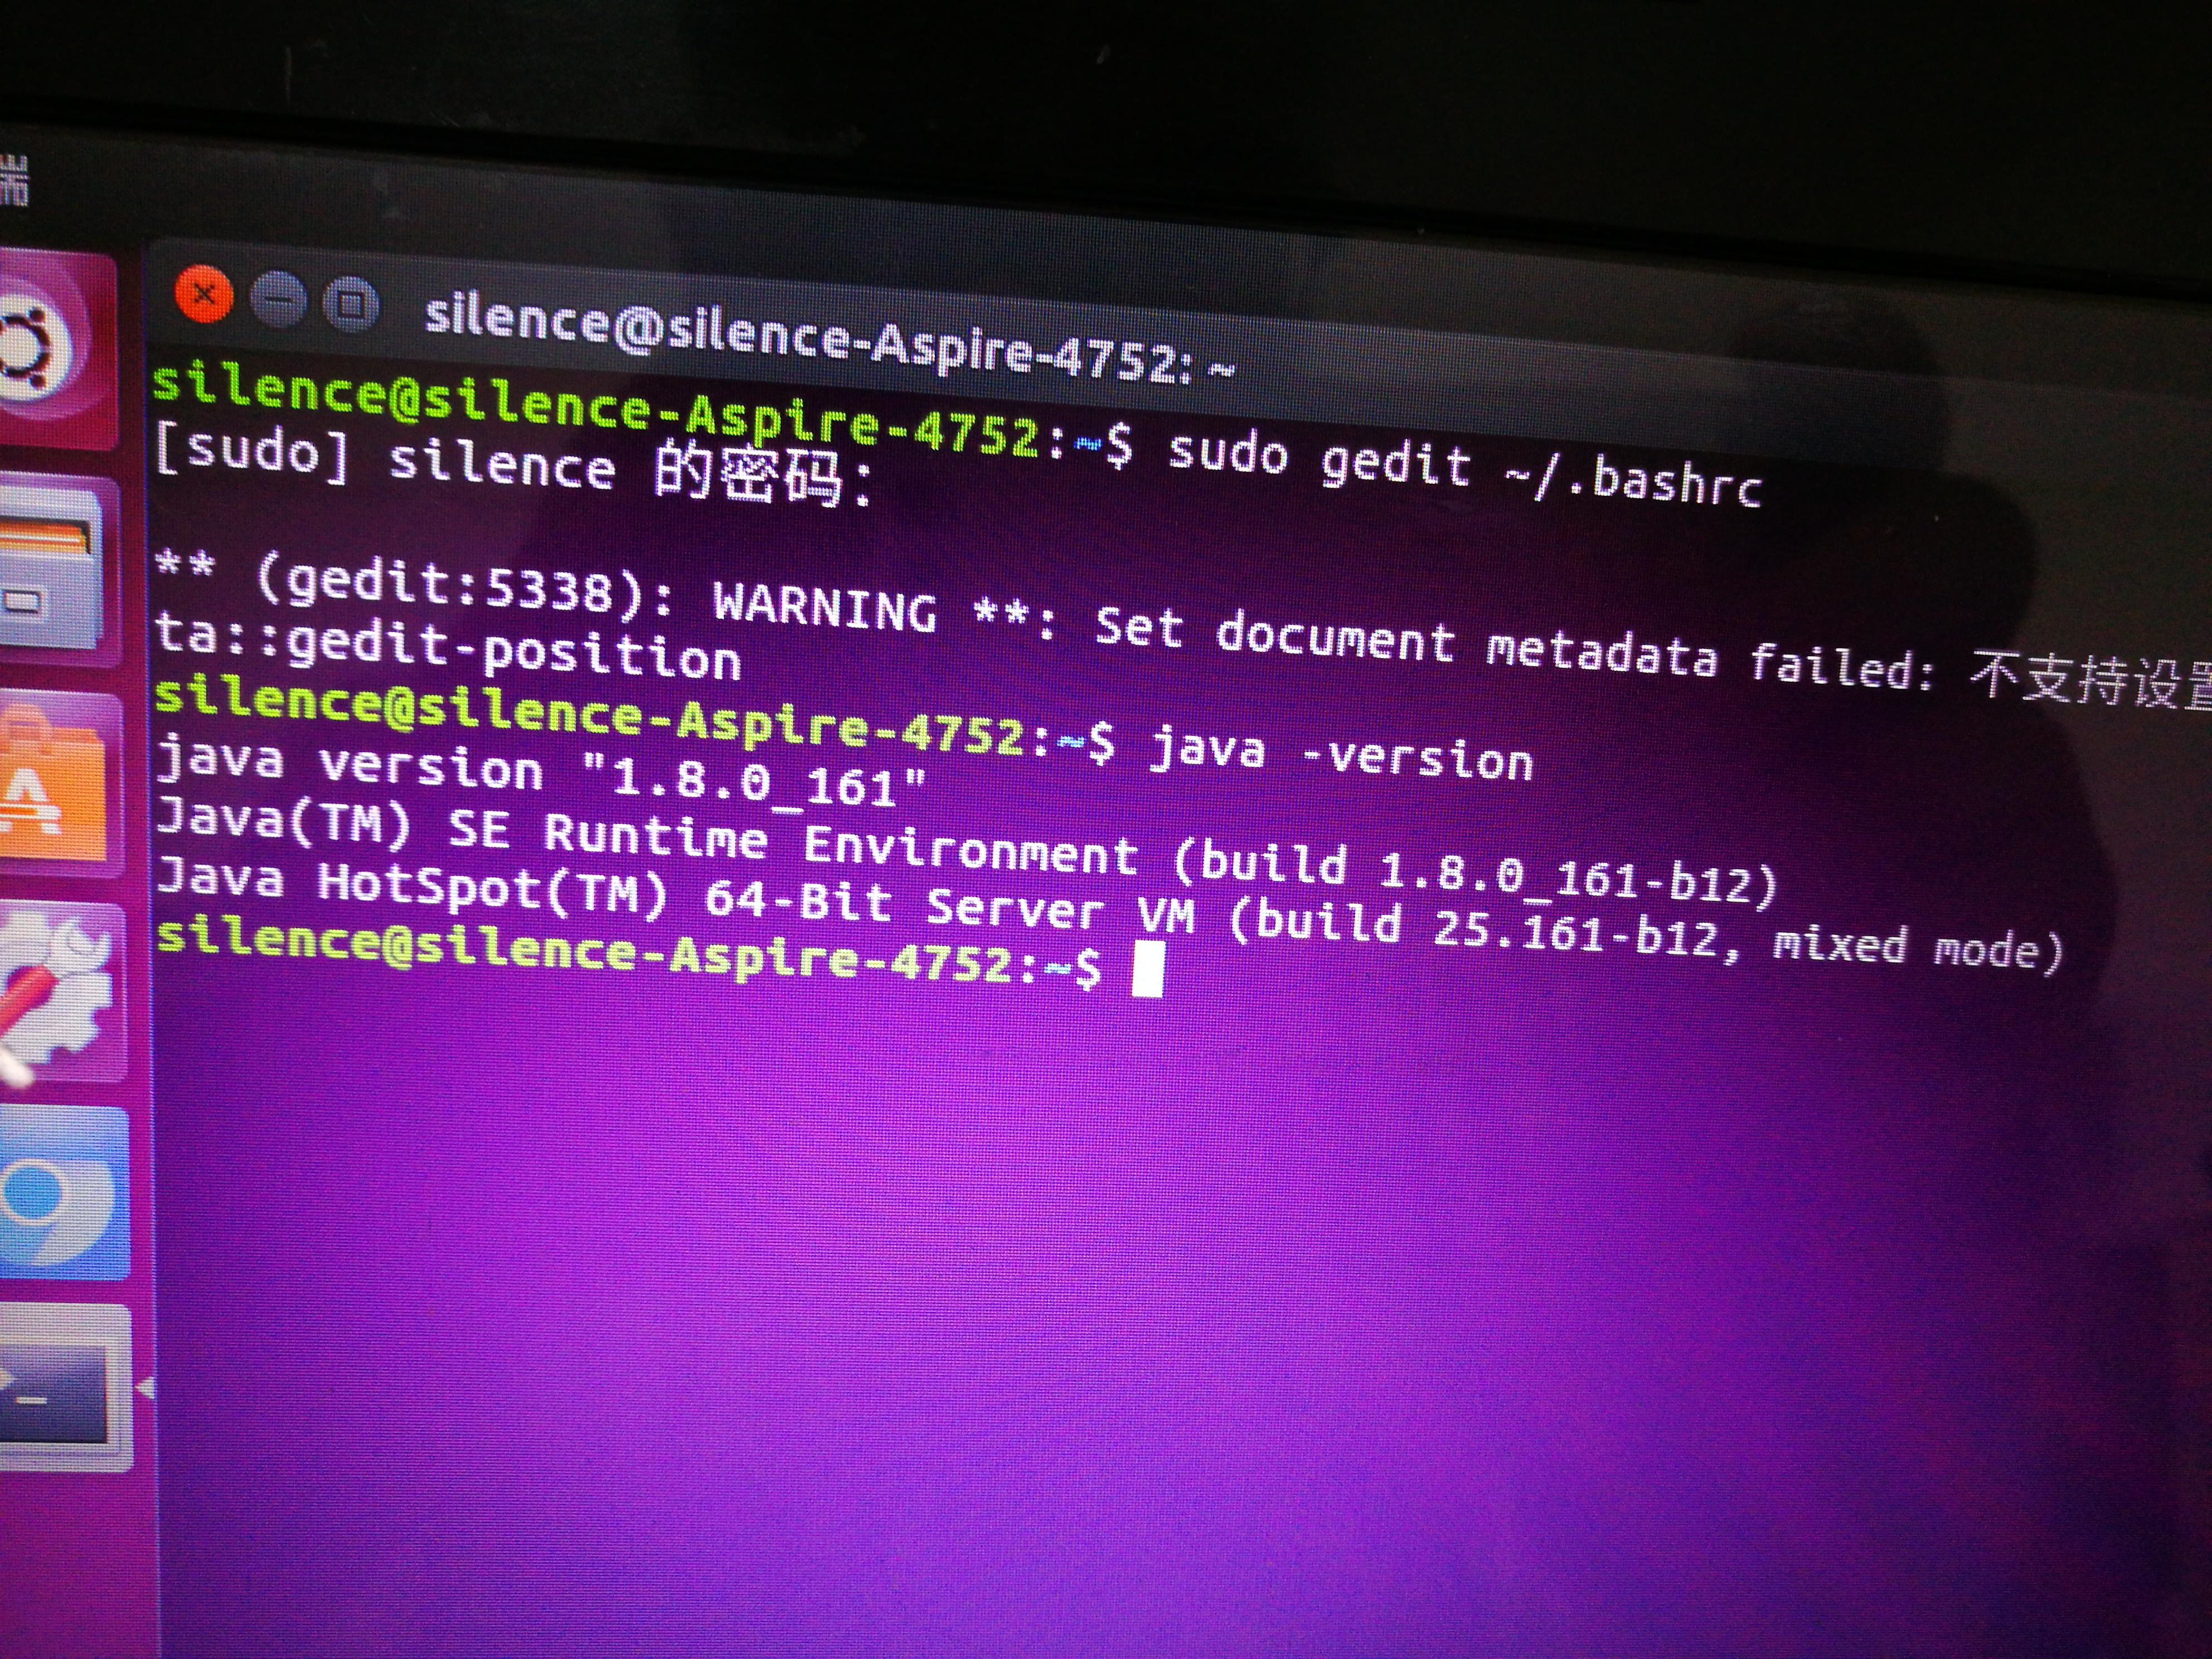 silence@silence-Aspire-4752: ~
silence@silence-Aspire-4752:~$ sudo gedit ~/.bashrc
[sudo] silence 的密码：

** (gedit:5338): WARNING **: Set document metadata failed: 不支持设置
ta::gedit-position
silence@silence-Aspire-4752:~$ java -version
java version "1.8.0_161"
Java(TM) SE Runtime Environment (build 1.8.0_161-b12)
Java HotSpot(TM) 64-Bit Server VM (build 25.161-b12, mixed mode)
silence@silence-Aspire-4752:~$